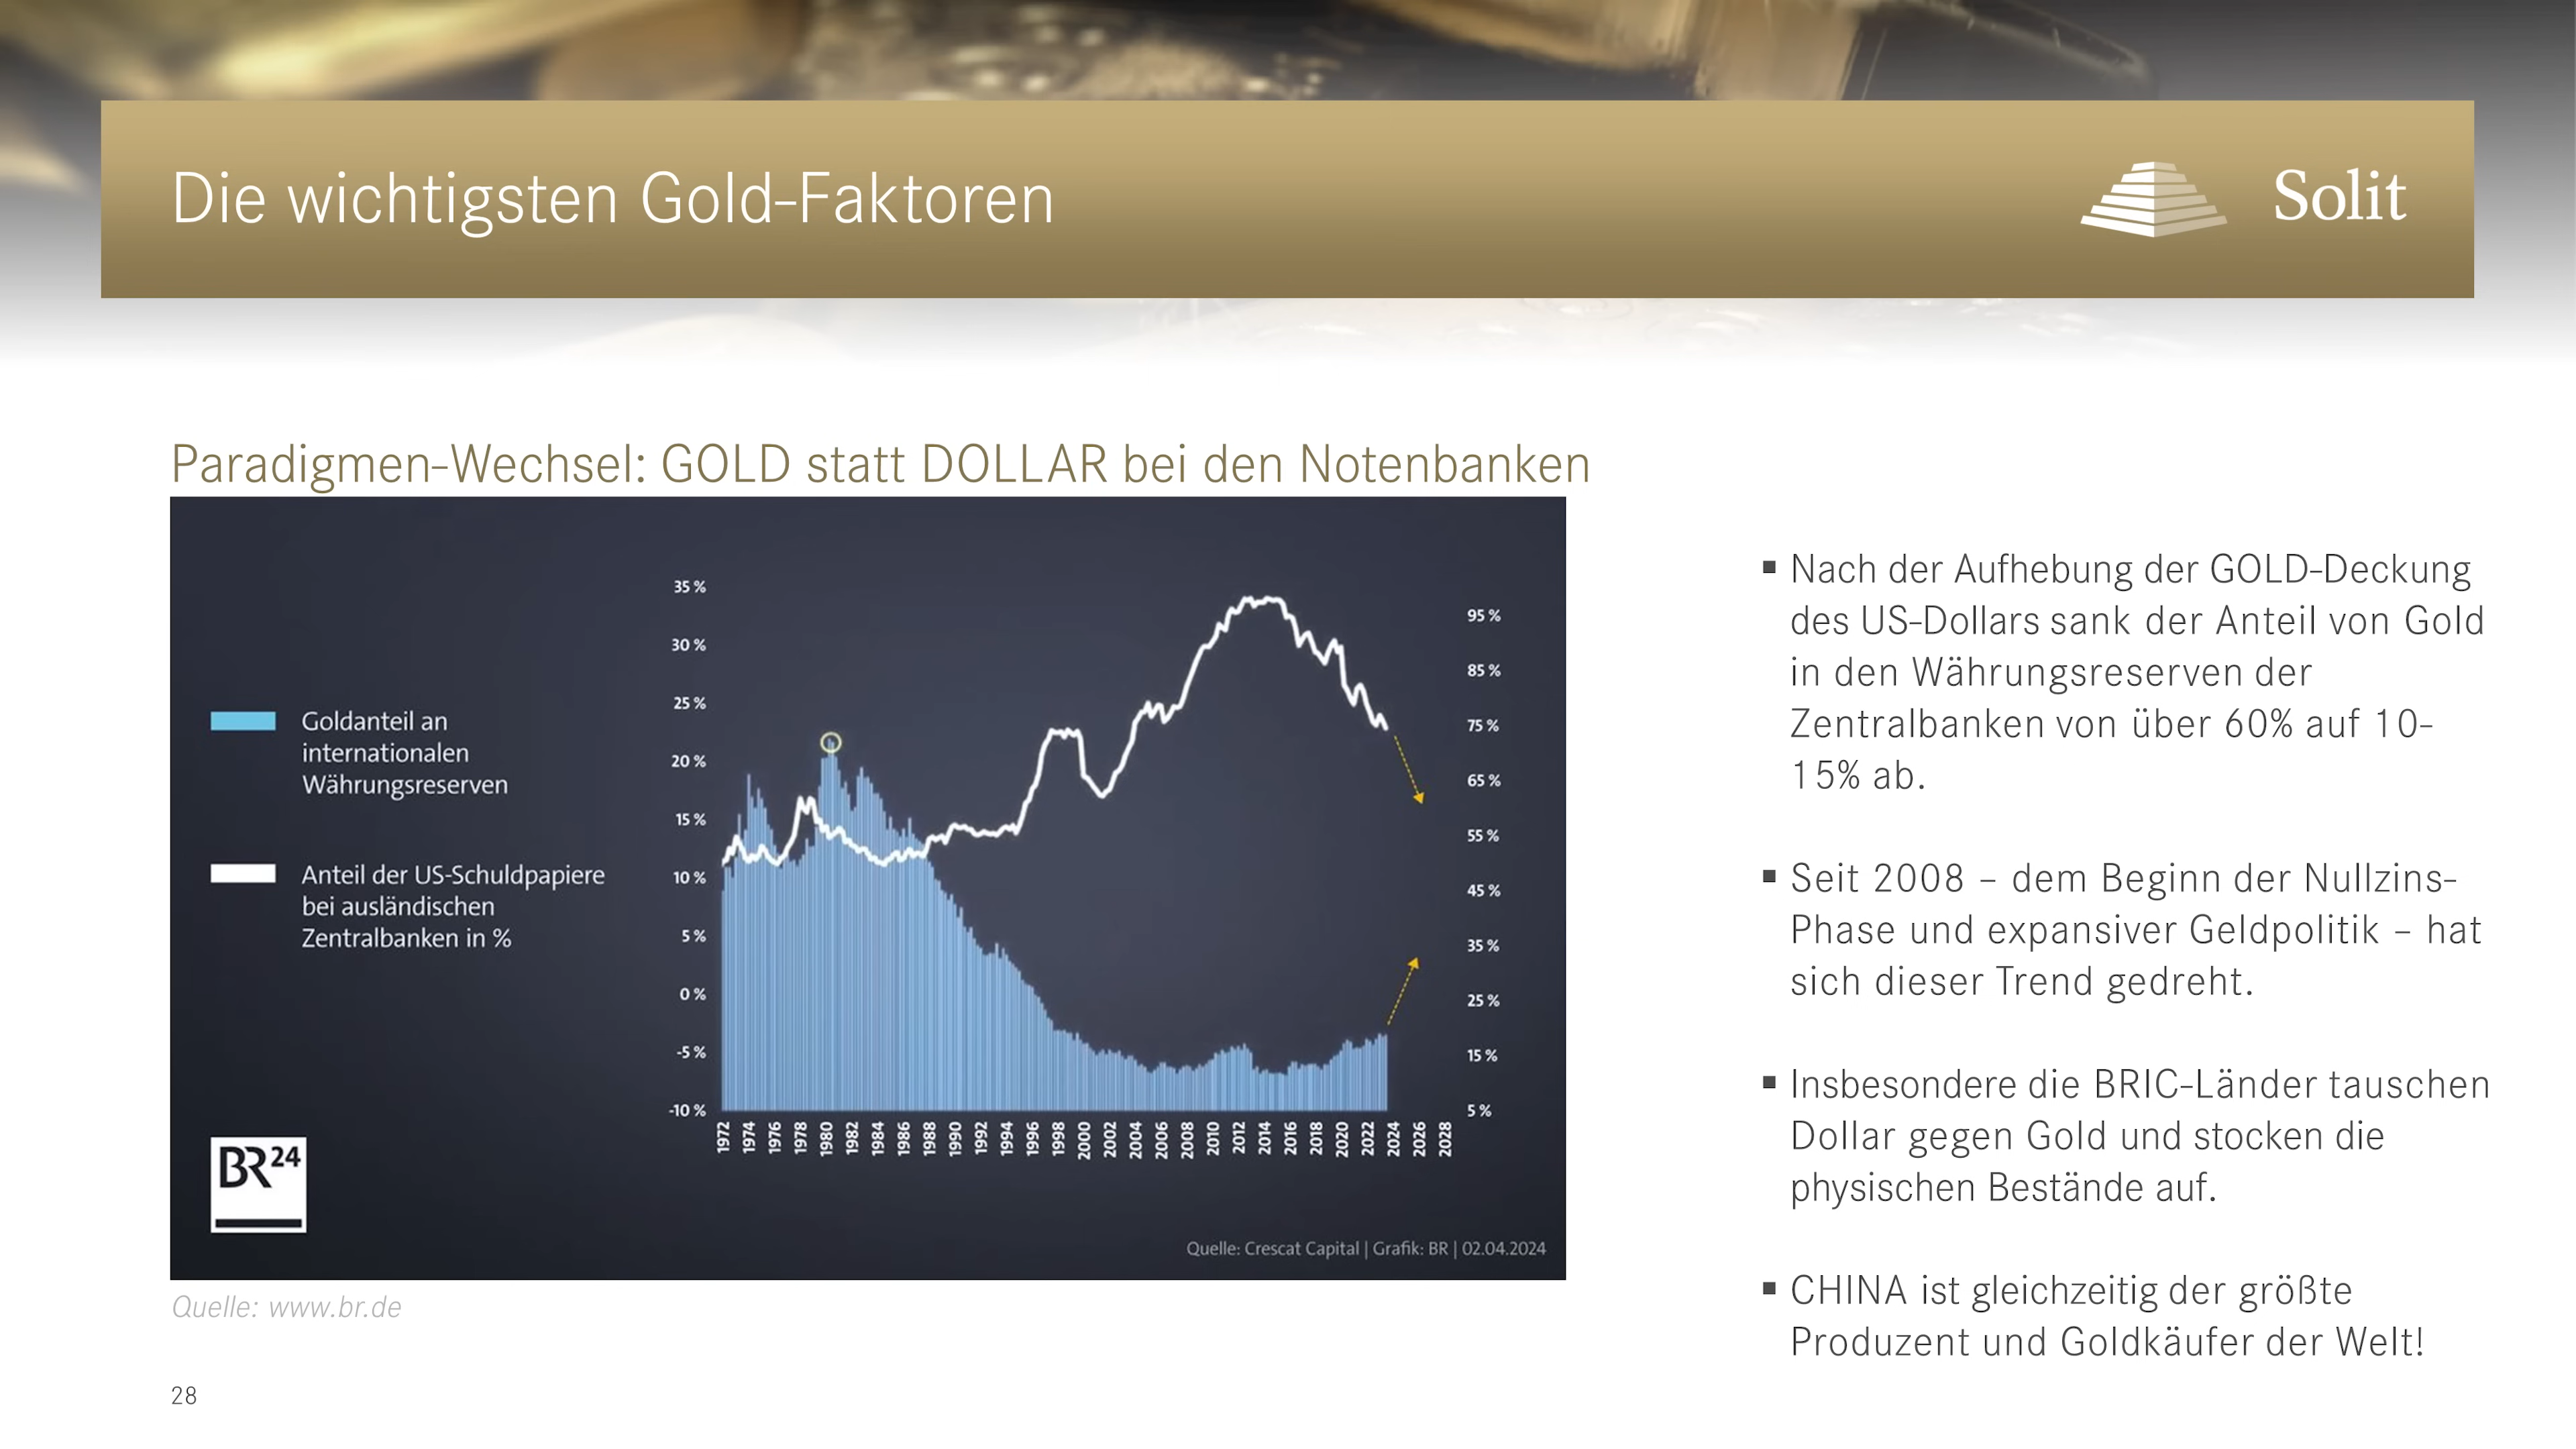 Die wichtigsten Gold-Faktoren
Solit
Paradigmen-Wechsel: GOLD statt DOLLAR bei den Notenbanken
Goldanteil an
internationalen
Währungsreserven
Anteil der US-Schuldpapiere
bei ausländischen
Zentralbanken in %
35 %
30 %
25 %
20 %
15 %
10 %
5 %
0 %
-5 %
-10 %
95 %
85 %
75 %
65 %
55 %
45 %
35 %
25 %
15 %
5 %
1972 1974 1976 1978 1980 1982 1984 1986 1988 1990 1992 1994 1996 1998 2000 2002 2004 2006 2008 2010 2012 2014 2016 2018 2020 2022 2024 2026 2028
BR24
Quelle: Crescat Capital | Grafik: BR | 02.04.2024
Quelle: www.br.de
▪ Nach der Aufhebung der GOLD-Deckung
des US-Dollars sank der Anteil von Gold
in den Währungsreserven der
Zentralbanken von über 60% auf 10-
15% ab.
▪ Seit 2008 – dem Beginn der Nullzins-
Phase und expansiver Geldpolitik – hat
sich dieser Trend gedreht.
▪ Insbesondere die BRIC-Länder tauschen
Dollar gegen Gold und stocken die
physischen Bestände auf.
▪ CHINA ist gleichzeitig der größte
Produzent und Goldkäufer der Welt!
28